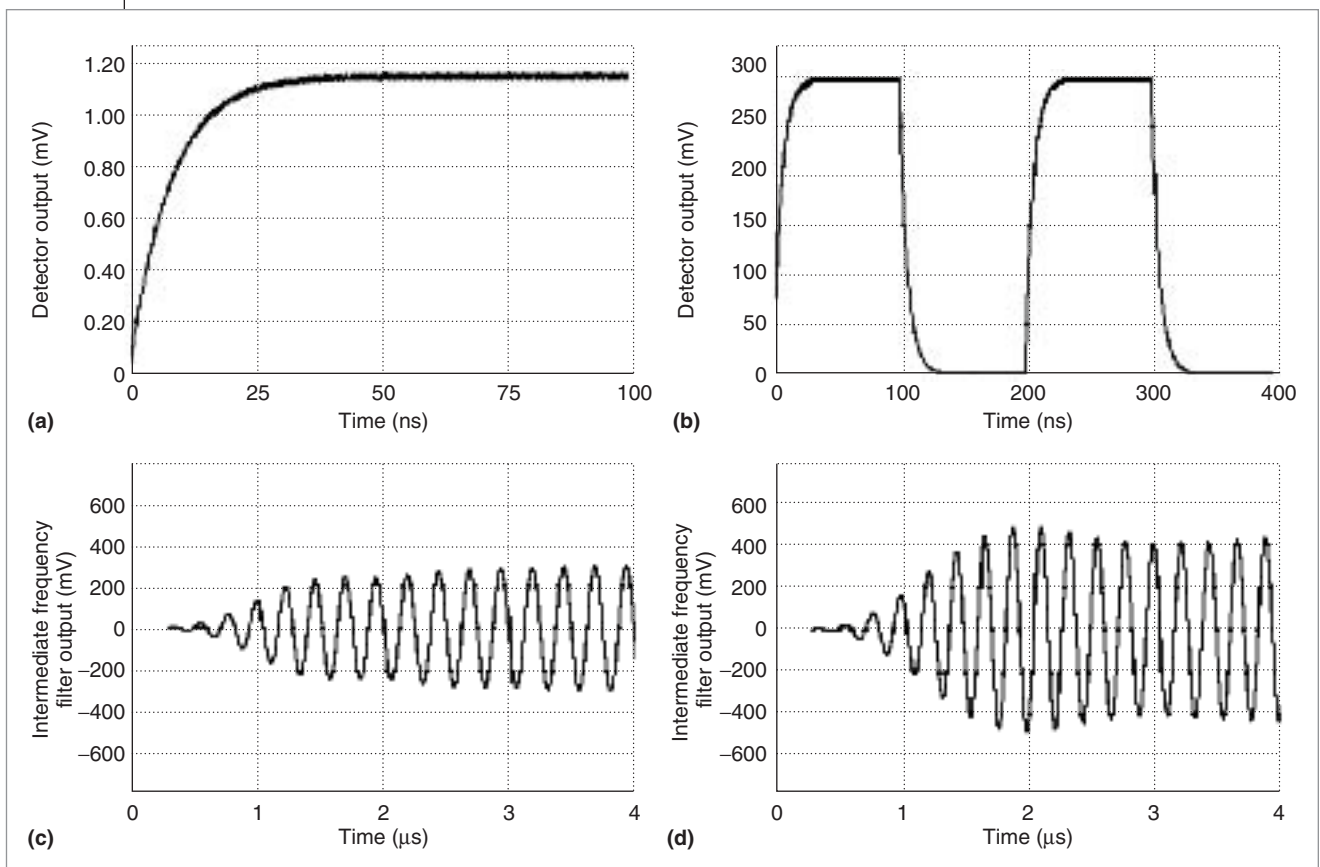 1.20
1.00
0.80
0.60
0.40
0.20
0
Detector output (mV)
0 25 50 75 100
Time (ns)
(a)
300
250
200
150
100
50
0
Detector output (mV)
0 100 200 300 400
Time (ns)
(b)
600
400
200
0
−200
−400
−600
Intermediate frequency
filter output (mV)
0 1 2 3 4
Time (μs)
(c)
600
400
200
0
−200
−400
−600
Intermediate frequency
filter output (mV)
0 1 2 3 4
Time (μs)
(d)